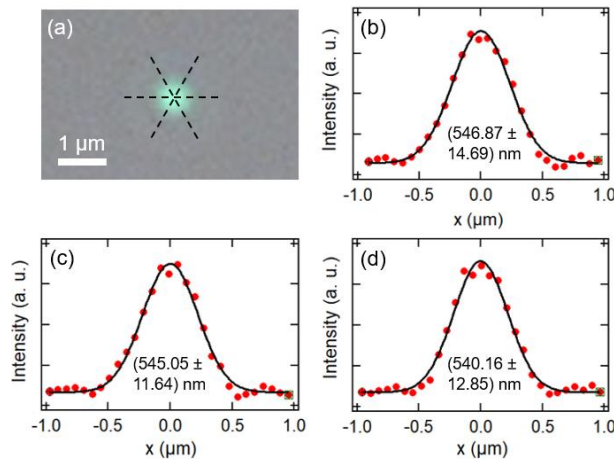 (a)
1 µm
(b)
Intensity (a. u.)
(546.87 ±
14.69) nm
-1.0 -0.5 0.0 0.5 1.0
x (µm)
(c)
Intensity (a. u.)
(545.05 ±
11.64) nm
-1.0 -0.5 0.0 0.5 1.0
x (µm)
(d)
Intensity (a. u.)
(540.16 ±
12.85) nm
-1.0 -0.5 0.0 0.5 1.0
x (µm)